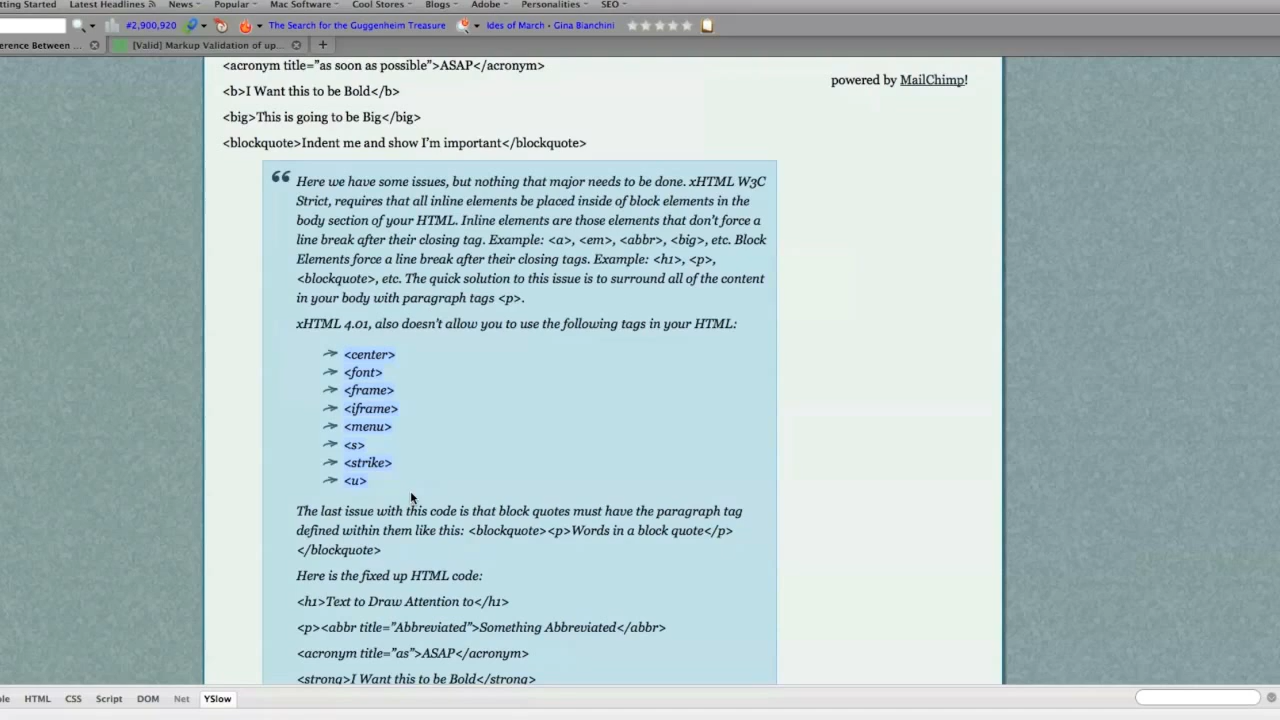 tting Started Latest Headlines News Popular Mac Software Cool Stores Blogs Adobe Personalities SEO
#2,900,920 The Search for the Guggenheim Treasure Ides of March · Gina Bianchini
erence Between ... [Valid] Markup Validation of up... +
<acronym title=”as soon as possible”>ASAP</acronym>
powered by MailChimp!
<b>I Want this to be Bold</b>
<big>This is going to be Big</big>
<blockquote>Indent me and show I’m important</blockquote>
“ Here we have some issues, but nothing that major needs to be done. xHTML W3C
Strict, requires that all inline elements be placed inside of block elements in the
body section of your HTML. Inline elements are those elements that don’t force a
line break after their closing tag. Example: <a>, <em>, <abbr>, <big>, etc. Block
Elements force a line break after their closing tags. Example: <h1>, <p>,
<blockquote>, etc. The quick solution to this issue is to surround all of the content
in your body with paragraph tags <p>.
xHTML 4.01, also doesn’t allow you to use the following tags in your HTML:
<center>
<font>
<frame>
<iframe>
<menu>
<s>
<strike>
<u>
The last issue with this code is that block quotes must have the paragraph tag
defined within them like this: <blockquote><p>Words in a block quote</p>
</blockquote>
Here is the fixed up HTML code:
<h1>Text to Draw Attention to</h1>
<p><abbr title=”Abbreviated”>Something Abbreviated</abbr>
<acronym title=”as”>ASAP</acronym>
<strong>I Want this to be Bold</strong>
ole HTML CSS Script DOM Net YSlow